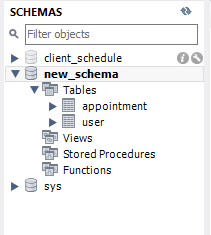 SCHEMAS
Filter objects
client_schedule
new_schema
Tables
appointment
user
Views
Stored Procedures
Functions
sys